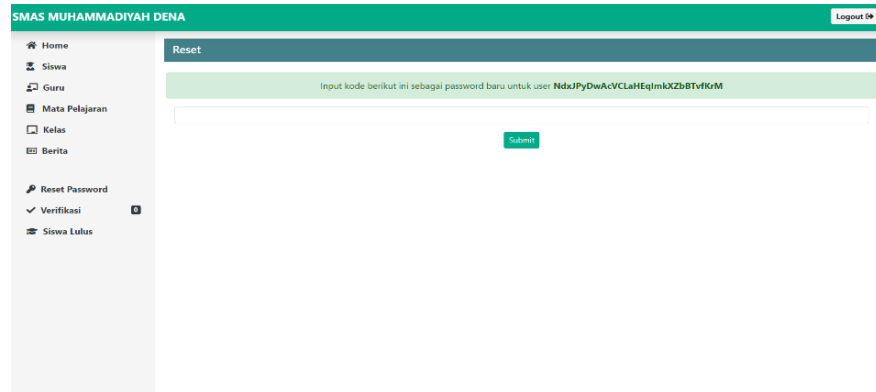 SMAS MUHAMMADIYAH DENA
Logout
Home
Siswa
Guru
Mata Pelajaran
Kelas
Berita
Reset Password
Verifikasi 0
Siswa Lulus
Reset
Input kode berikut ini sebagai password baru untuk user NdxJPyDwAcVCLaHEqImkXZbBTvfKrM
Submit